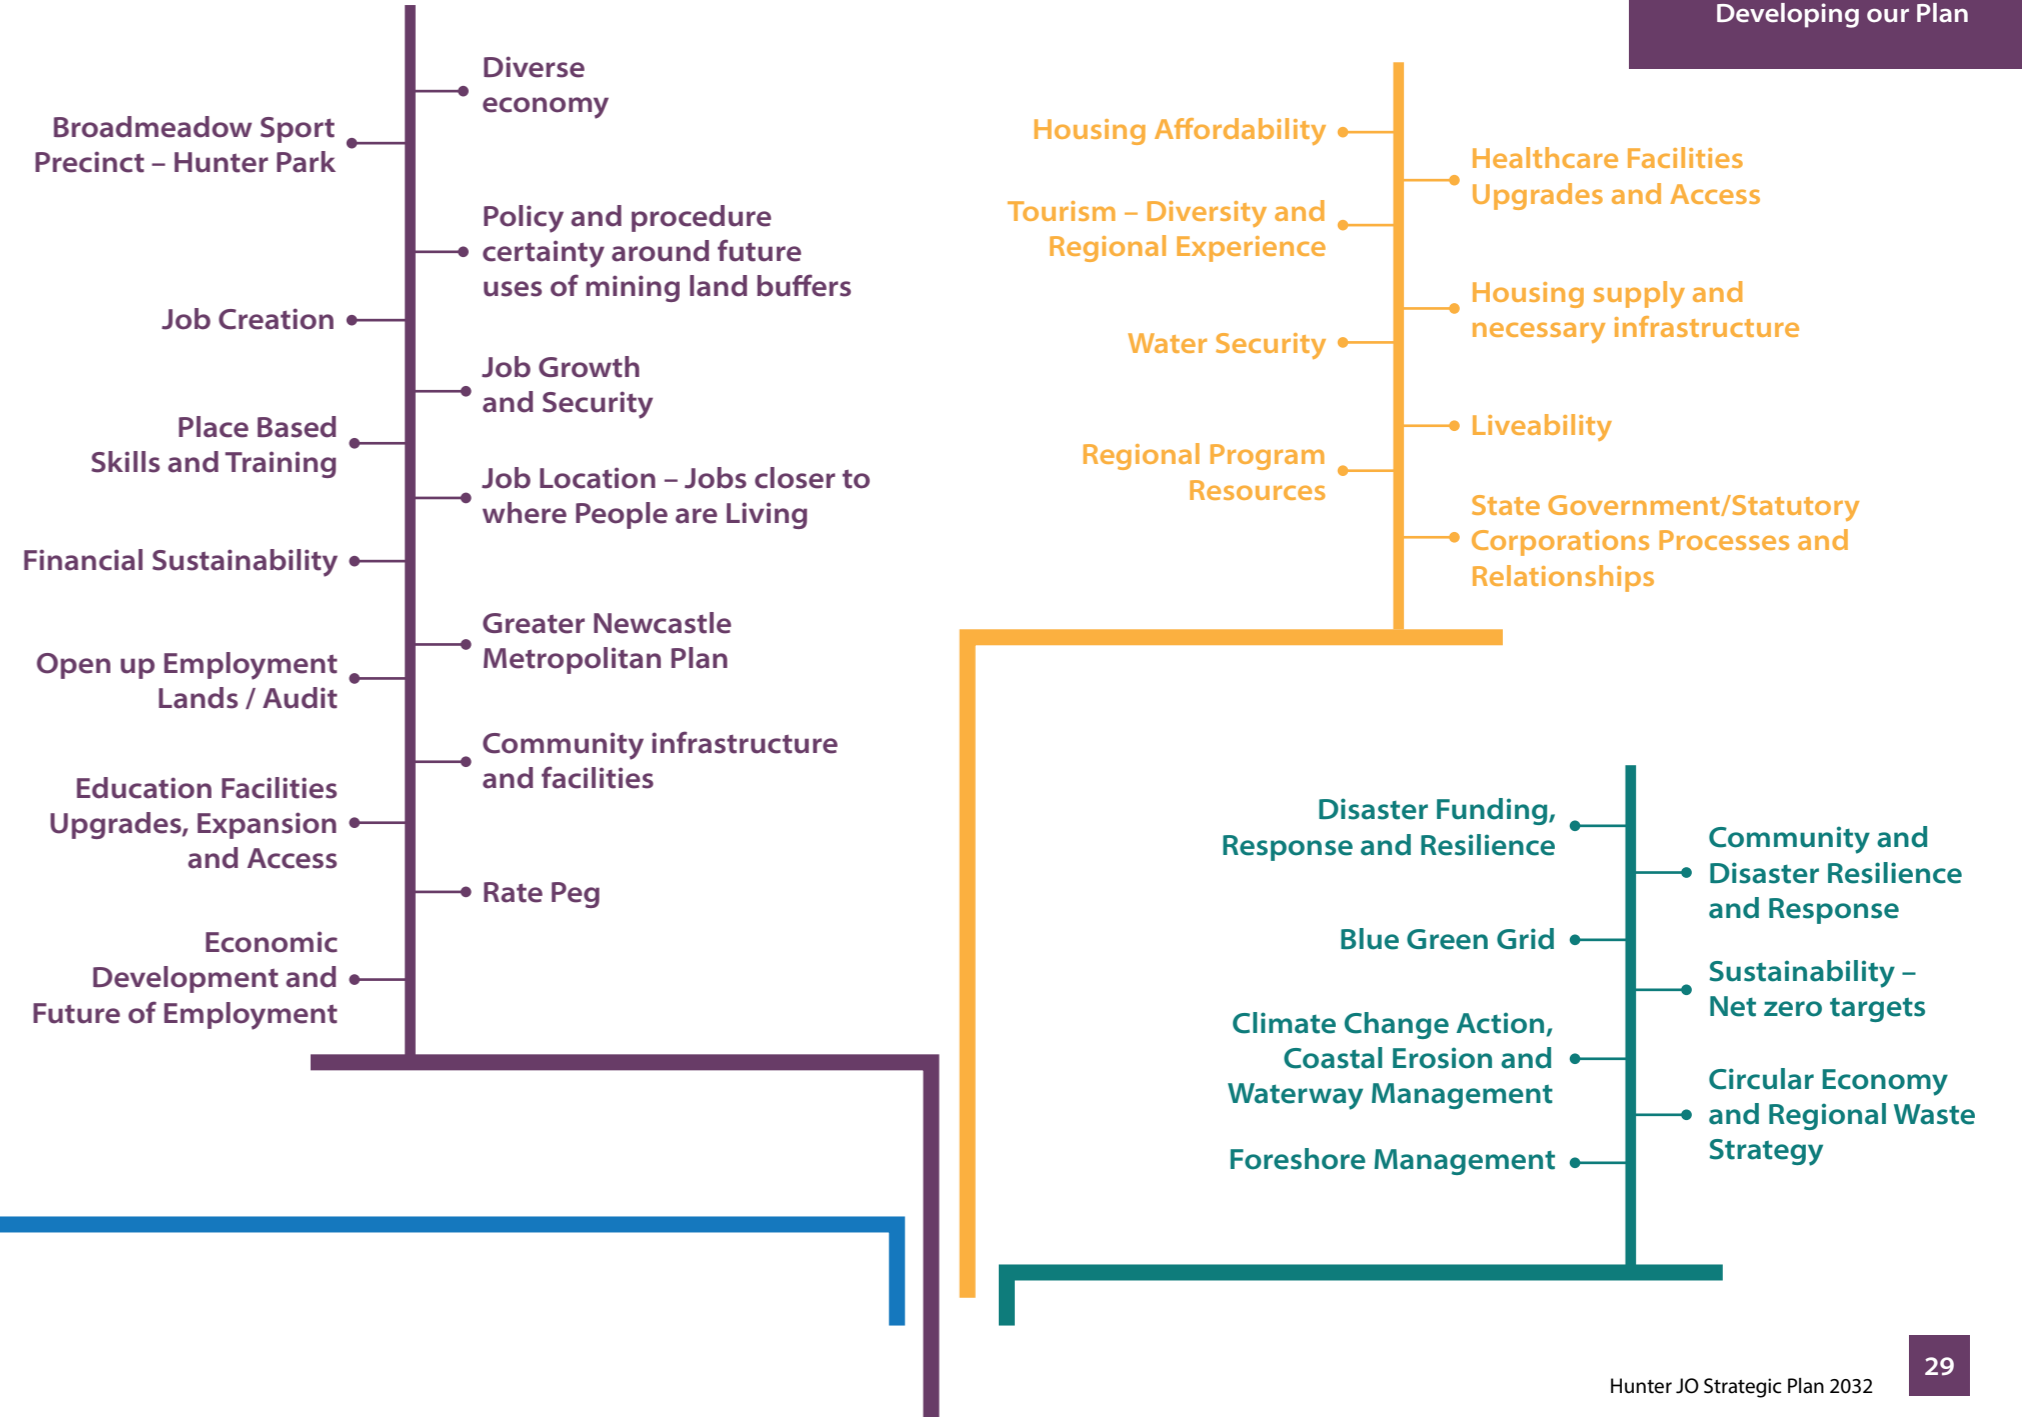 Developing our Plan
Diverse
economy
Broadmeadow Sport
Precinct – Hunter Park
Policy and procedure
certainty around future
uses of mining land buffers
Job Creation
Job Growth
and Security
Place Based
Skills and Training
Job Location – Jobs closer to
where People are Living
Financial Sustainability
Greater Newcastle
Metropolitan Plan
Open up Employment
Lands / Audit
Community infrastructure
and facilities
Education Facilities
Upgrades, Expansion
and Access
Rate Peg
Economic
Development and
Future of Employment
Housing Affordability
Healthcare Facilities
Upgrades and Access
Tourism – Diversity and
Regional Experience
Housing supply and
necessary infrastructure
Water Security
Liveability
Regional Program
Resources
State Government/Statutory
Corporations Processes and
Relationships
Disaster Funding,
Response and Resilience
Community and
Disaster Resilience
and Response
Blue Green Grid
Sustainability –
Net zero targets
Climate Change Action,
Coastal Erosion and
Waterway Management
Circular Economy
and Regional Waste
Strategy
Foreshore Management
Hunter JO Strategic Plan 2032
29